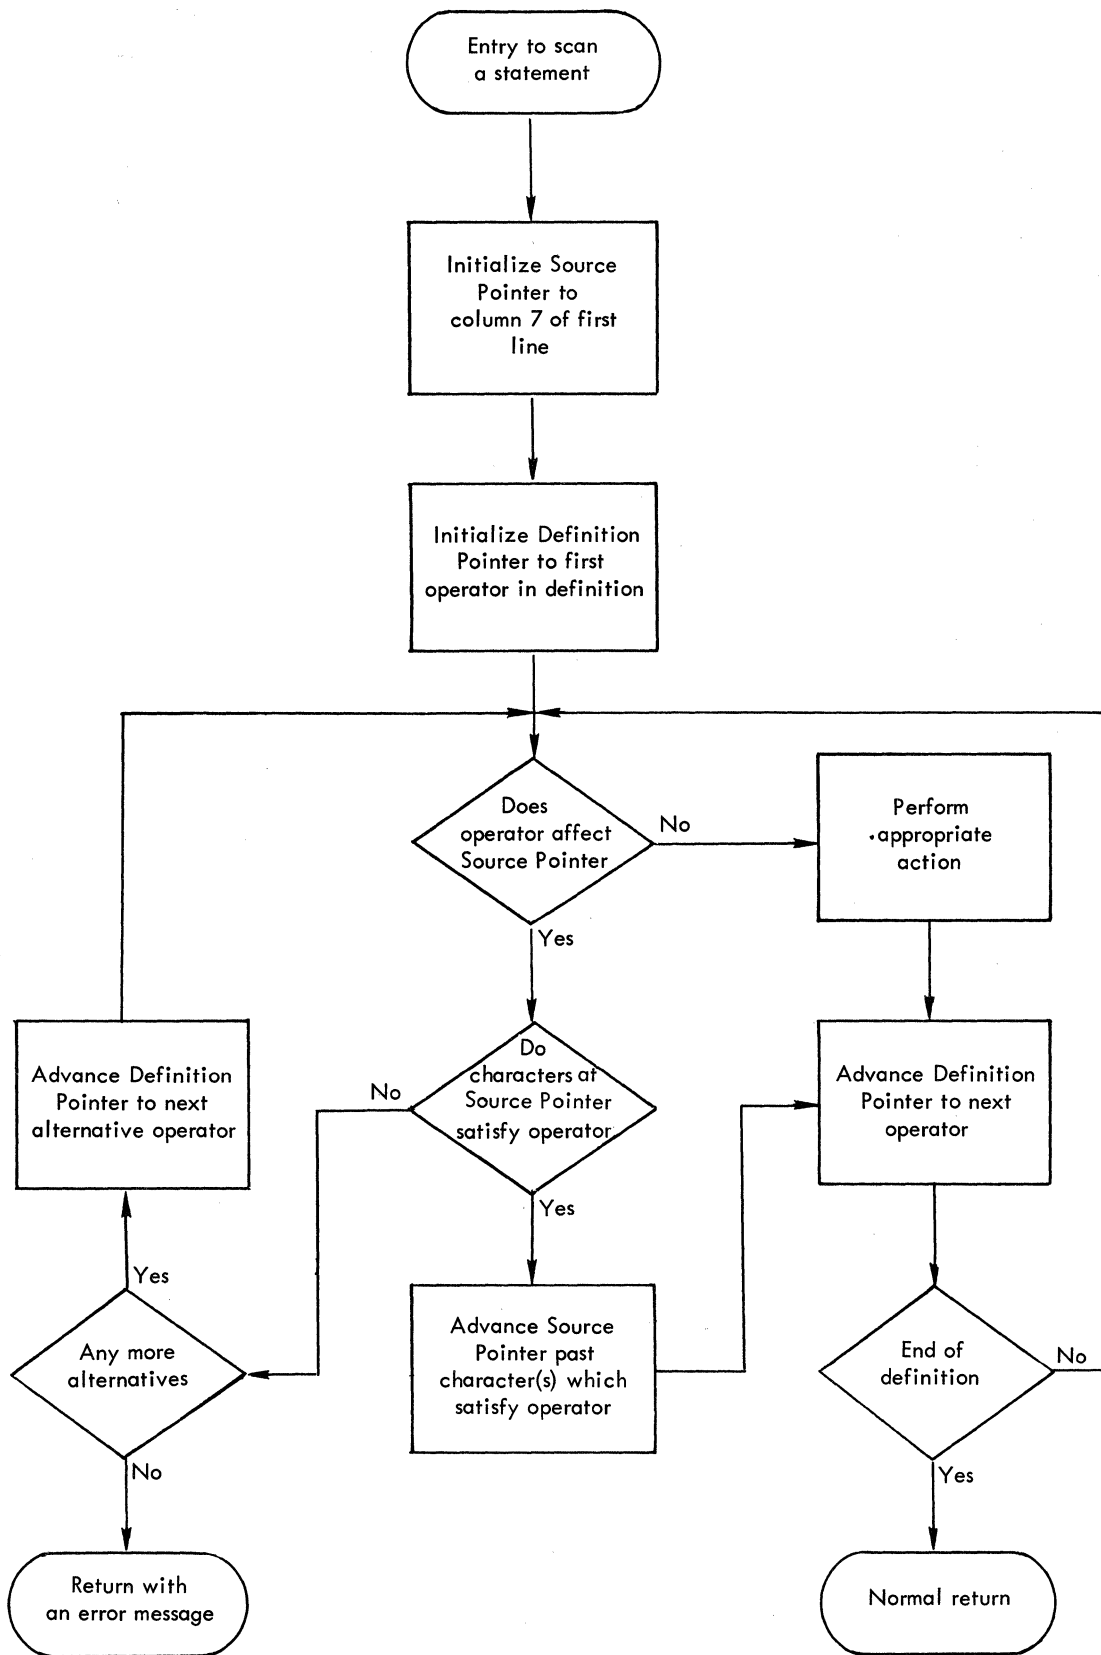 Entry to scan
a statement
Initialize Source
Pointer to
column 7 of first
line
Initialize Definition
Pointer to first
operator in definition
Does
operator affect
Source Pointer
No
Perform
appropriate
action
Yes
Do
characters at
Source Pointer
satisfy operator
No
Advance Definition
Pointer to next
alternative operator
Advance Definition
Pointer to next
operator
Yes
Yes
Any more
alternatives
Advance Source
Pointer past
character(s) which
satisfy operator
End of
definition
No
No
Yes
Return with
an error message
Normal return